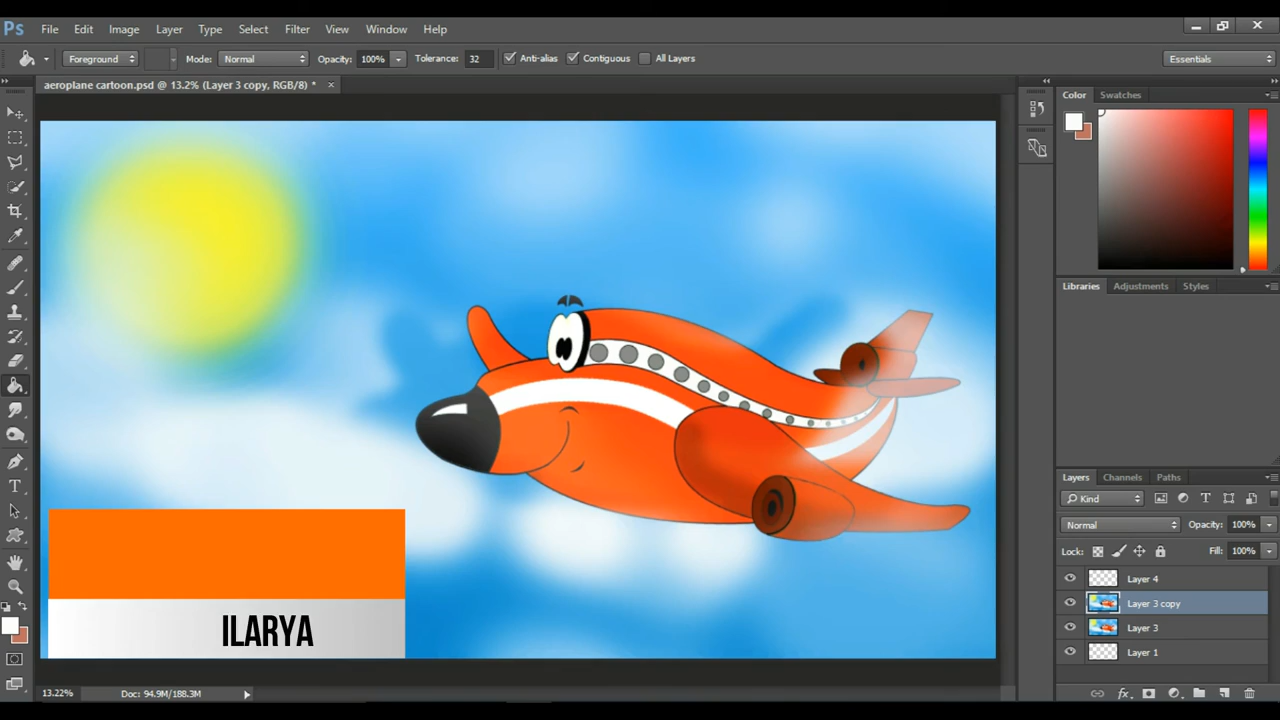 Ps File Edit Image Layer Type Select Filter View Window Help
Foreground Mode: Normal Opacity: 100% Tolerance: 32 Anti-alias Contiguous All Layers Essentials
aeroplane cartoon.psd @ 13.2% (Layer 3 copy, RGB/8) * ×
Color Swatches
Libraries Adjustments Styles
Layers Channels Paths
Kind
Normal Opacity: 100%
Lock: Fill: 100%
Layer 4
Layer 3 copy
Layer 3
Layer 1
ILARYA
13.22% Doc: 94.9M/188.3M